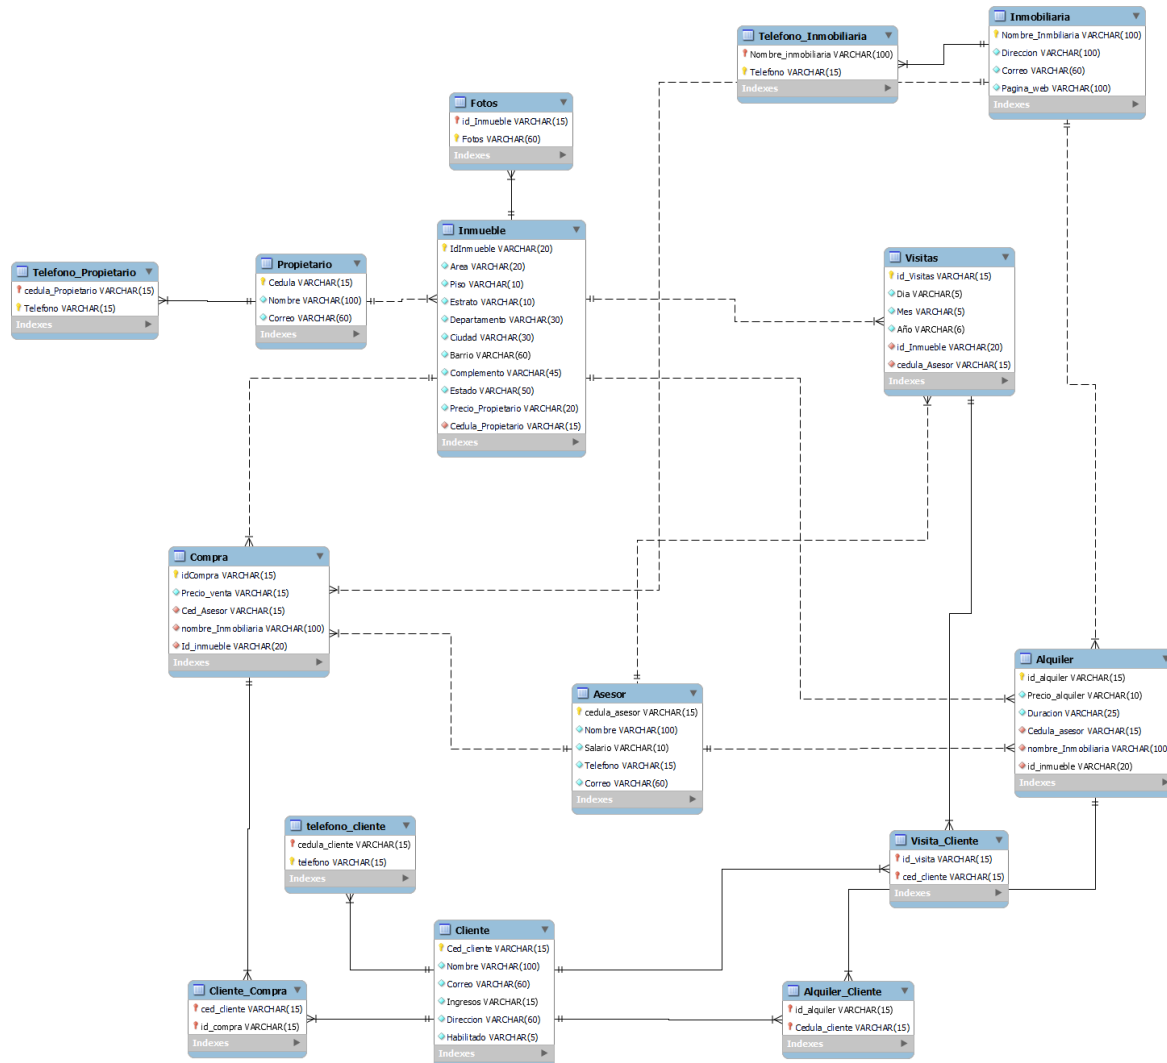 Inmobiliaria
Nombre_Inmbiliaria VARCHAR(100)
Direccion VARCHAR(100)
Correo VARCHAR(60)
Pagina_web VARCHAR(100)
Indexes
Telefono_Inmobiliaria
Nombre_inmobiliaria VARCHAR(100)
Telefono VARCHAR(15)
Indexes
Fotos
id_Inmueble VARCHAR(15)
Fotos VARCHAR(60)
Indexes
Inmueble
IdInmueble VARCHAR(20)
Area VARCHAR(20)
Piso VARCHAR(10)
Estrato VARCHAR(10)
Departamento VARCHAR(30)
Ciudad VARCHAR(30)
Barrio VARCHAR(60)
Complemento VARCHAR(45)
Estado VARCHAR(50)
Precio_Propietario VARCHAR(20)
Cedula_Propietario VARCHAR(15)
Indexes
Telefono_Propietario
cedula_Propietario VARCHAR(15)
Telefono VARCHAR(15)
Indexes
Propietario
Cedula VARCHAR(15)
Nombre VARCHAR(100)
Correo VARCHAR(60)
Indexes
Visitas
id_Visitas VARCHAR(15)
Dia VARCHAR(5)
Mes VARCHAR(5)
Año VARCHAR(6)
id_Inmueble VARCHAR(20)
cedula_Asesor VARCHAR(15)
Indexes
Compra
idCompra VARCHAR(15)
Precio_venta VARCHAR(15)
Ced_Asesor VARCHAR(15)
nombre_Inmobiliaria VARCHAR(100)
Id_inmueble VARCHAR(20)
Indexes
Asesor
cedula_asesor VARCHAR(15)
Nombre VARCHAR(100)
Salario VARCHAR(10)
Telefono VARCHAR(15)
Correo VARCHAR(60)
Indexes
Alquiler
id_alquiler VARCHAR(15)
Precio_alquiler VARCHAR(10)
Duracion VARCHAR(25)
Cedula_asesor VARCHAR(15)
nombre_Inmobiliaria VARCHAR(100
id_inmueble VARCHAR(20)
Indexes
telefono_cliente
cedula_cliente VARCHAR(15)
telefono VARCHAR(15)
Indexes
Visita_Cliente
id_visita VARCHAR(15)
ced_cliente VARCHAR(15)
Indexes
Cliente
Ced_cliente VARCHAR(15)
Nombre VARCHAR(100)
Correo VARCHAR(60)
Ingresos VARCHAR(15)
Direccion VARCHAR(60)
Habilitado VARCHAR(5)
Indexes
Cliente_Compra
ced_cliente VARCHAR(15)
id_compra VARCHAR(15)
Indexes
Alquiler_Cliente
id_alquiler VARCHAR(15)
Cedula_cliente VARCHAR(15)
Indexes